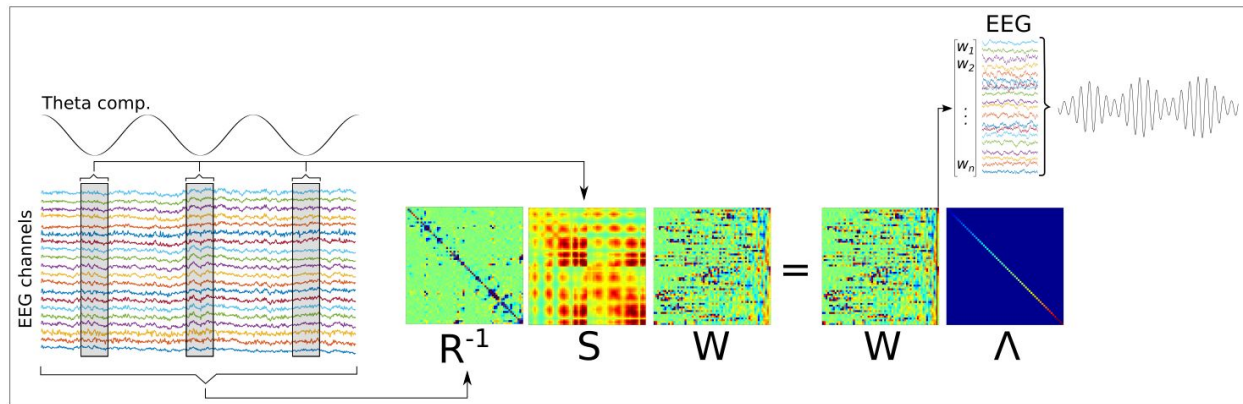 EEG
w1
w2
⋮
wn
Theta comp.
EEG channels
R-1
S
W
=
W
Λ